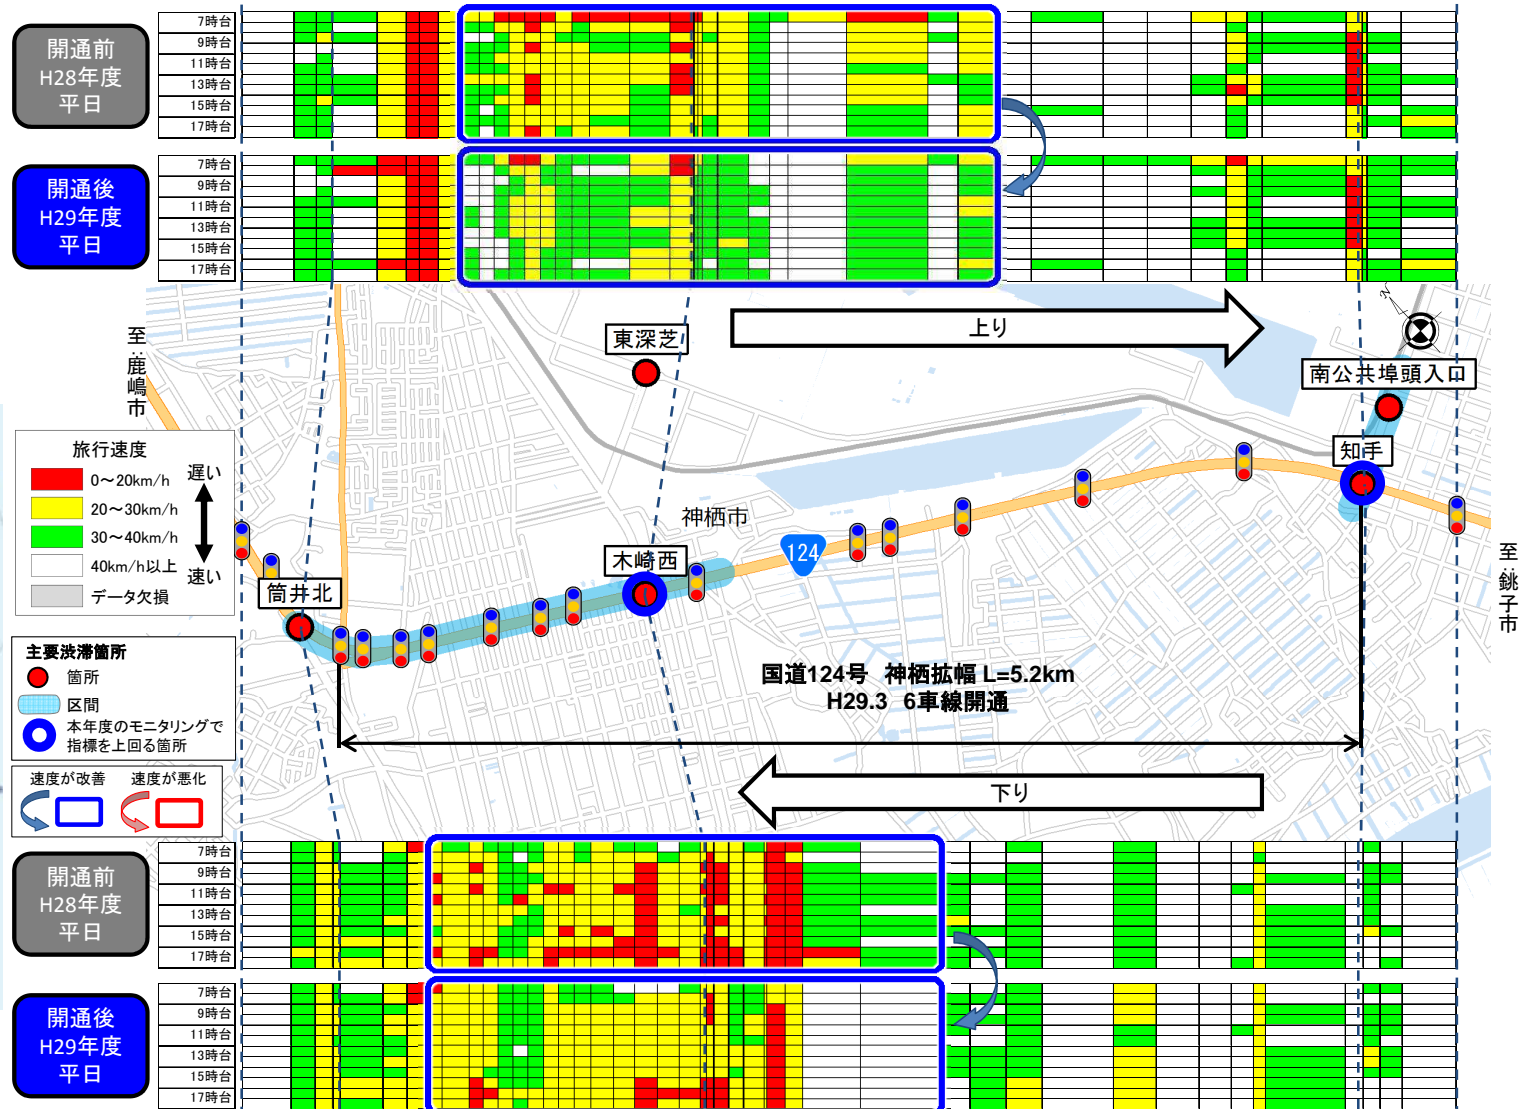 開通前
H28年度
平日
7時台
9時台
11時台
13時台
15時台
17時台
開通後
H29年度
平日
7時台
9時台
11時台
13時台
15時台
17時台
至:鹿嶋市
東深芝
上り
N
南公共埠頭入口
知手
旅行速度
0～20km/h
20～30km/h
30～40km/h
40km/h以上
データ欠損
遅い
速い
神栖市
124
木崎西
筒井北
至:銚子市
主要渋滞箇所
箇所
区間
本年度のモニタリングで
指標を上回る箇所
国道124号 神栖拡幅 L=5.2km
H29.3 6車線開通
速度が改善 速度が悪化
下り
開通前
H28年度
平日
7時台
9時台
11時台
13時台
15時台
17時台
開通後
H29年度
平日
7時台
9時台
11時台
13時台
15時台
17時台